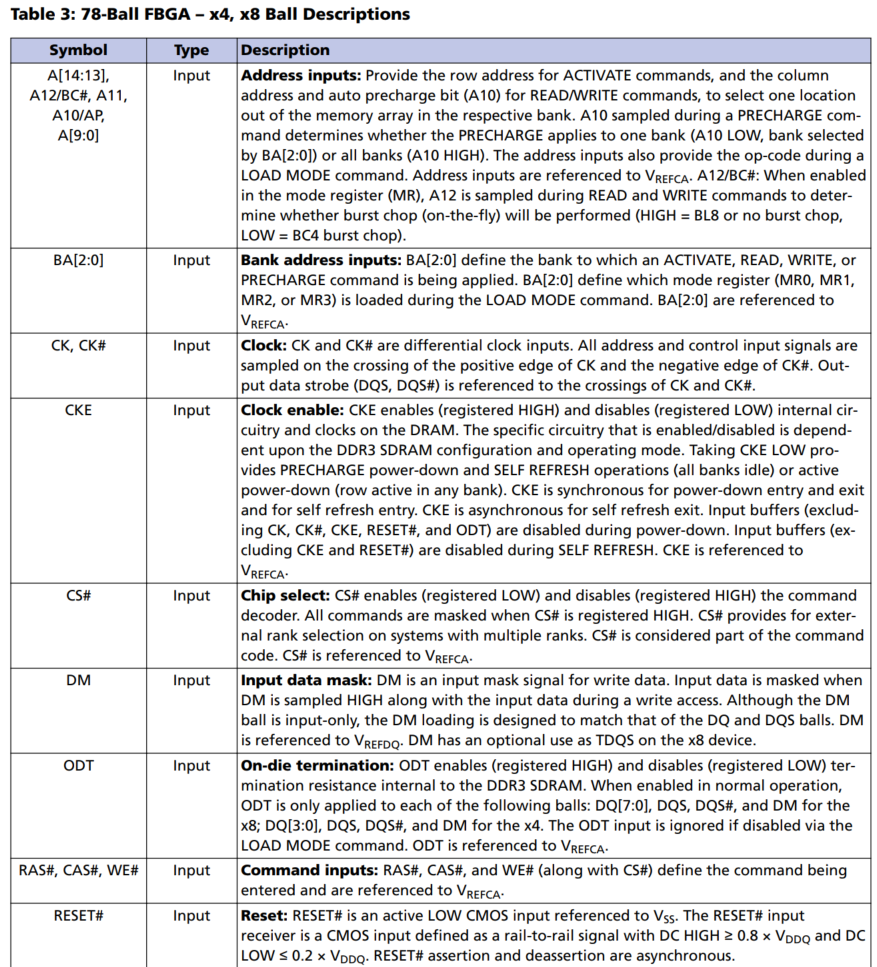 Table 3: 78-Ball FBGA – x4, x8 Ball Descriptions
Symbol Type Description
A[14:13], Input Address inputs: Provide the row address for ACTIVATE commands, and the column
A12/BC#, A11, address and auto precharge bit (A10) for READ/WRITE commands, to select one location
A10/AP, out of the memory array in the respective bank. A10 sampled during a PRECHARGE com-
A[9:0] mand determines whether the PRECHARGE applies to one bank (A10 LOW, bank selected
by BA[2:0]) or all banks (A10 HIGH). The address inputs also provide the op-code during a
LOAD MODE command. Address inputs are referenced to VREFCA. A12/BC#: When enabled
in the mode register (MR), A12 is sampled during READ and WRITE commands to deter-
mine whether burst chop (on-the-fly) will be performed (HIGH = BL8 or no burst chop,
LOW = BC4 burst chop).
BA[2:0] Input Bank address inputs: BA[2:0] define the bank to which an ACTIVATE, READ, WRITE, or
PRECHARGE command is being applied. BA[2:0] define which mode register (MR0, MR1,
MR2, or MR3) is loaded during the LOAD MODE command. BA[2:0] are referenced to
VREFCA.
CK, CK# Input Clock: CK and CK# are differential clock inputs. All address and control input signals are
sampled on the crossing of the positive edge of CK and the negative edge of CK#. Out-
put data strobe (DQS, DQS#) is referenced to the crossings of CK and CK#.
CKE Input Clock enable: CKE enables (registered HIGH) and disables (registered LOW) internal cir-
cuitry and clocks on the DRAM. The specific circuitry that is enabled/disabled is depend-
ent upon the DDR3 SDRAM configuration and operating mode. Taking CKE LOW pro-
vides PRECHARGE power-down and SELF REFRESH operations (all banks idle) or active
power-down (row active in any bank). CKE is synchronous for power-down entry and exit
and for self refresh entry. CKE is asynchronous for self refresh exit. Input buffers (exclud-
ing CK, CK#, CKE, RESET#, and ODT) are disabled during power-down. Input buffers (ex-
cluding CKE and RESET#) are disabled during SELF REFRESH. CKE is referenced to
VREFCA.
CS# Input Chip select: CS# enables (registered LOW) and disables (registered HIGH) the command
decoder. All commands are masked when CS# is registered HIGH. CS# provides for exter-
nal rank selection on systems with multiple ranks. CS# is considered part of the command
code. CS# is referenced to VREFCA.
DM Input Input data mask: DM is an input mask signal for write data. Input data is masked when
DM is sampled HIGH along with the input data during a write access. Although the DM
ball is input-only, the DM loading is designed to match that of the DQ and DQS balls. DM
is referenced to VREFDQ. DM has an optional use as TDQS on the x8 device.
ODT Input On-die termination: ODT enables (registered HIGH) and disables (registered LOW) ter-
mination resistance internal to the DDR3 SDRAM. When enabled in normal operation,
ODT is only applied to each of the following balls: DQ[7:0], DQS, DQS#, and DM for the
x8; DQ[3:0], DQS, DQS#, and DM for the x4. The ODT input is ignored if disabled via the
LOAD MODE command. ODT is referenced to VREFCA.
RAS#, CAS#, WE# Input Command inputs: RAS#, CAS#, and WE# (along with CS#) define the command being
entered and are referenced to VREFCA.
RESET# Input Reset: RESET# is an active LOW CMOS input referenced to VSS. The RESET# input
receiver is a CMOS input defined as a rail-to-rail signal with DC HIGH ≥ 0.8 × VDDQ and DC
LOW ≤ 0.2 × VDDQ. RESET# assertion and deassertion are asynchronous.